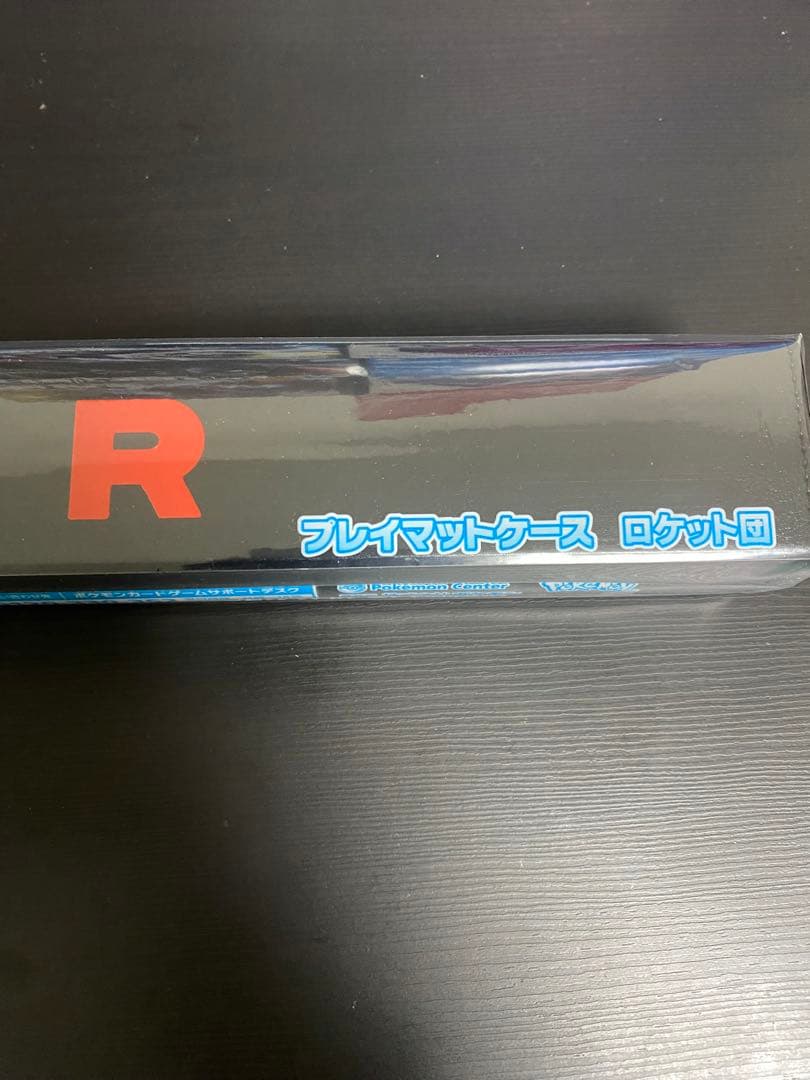 R
プレイマットケース ロケット団
ポケモンカードゲームサポートデスク
Pokémon Center